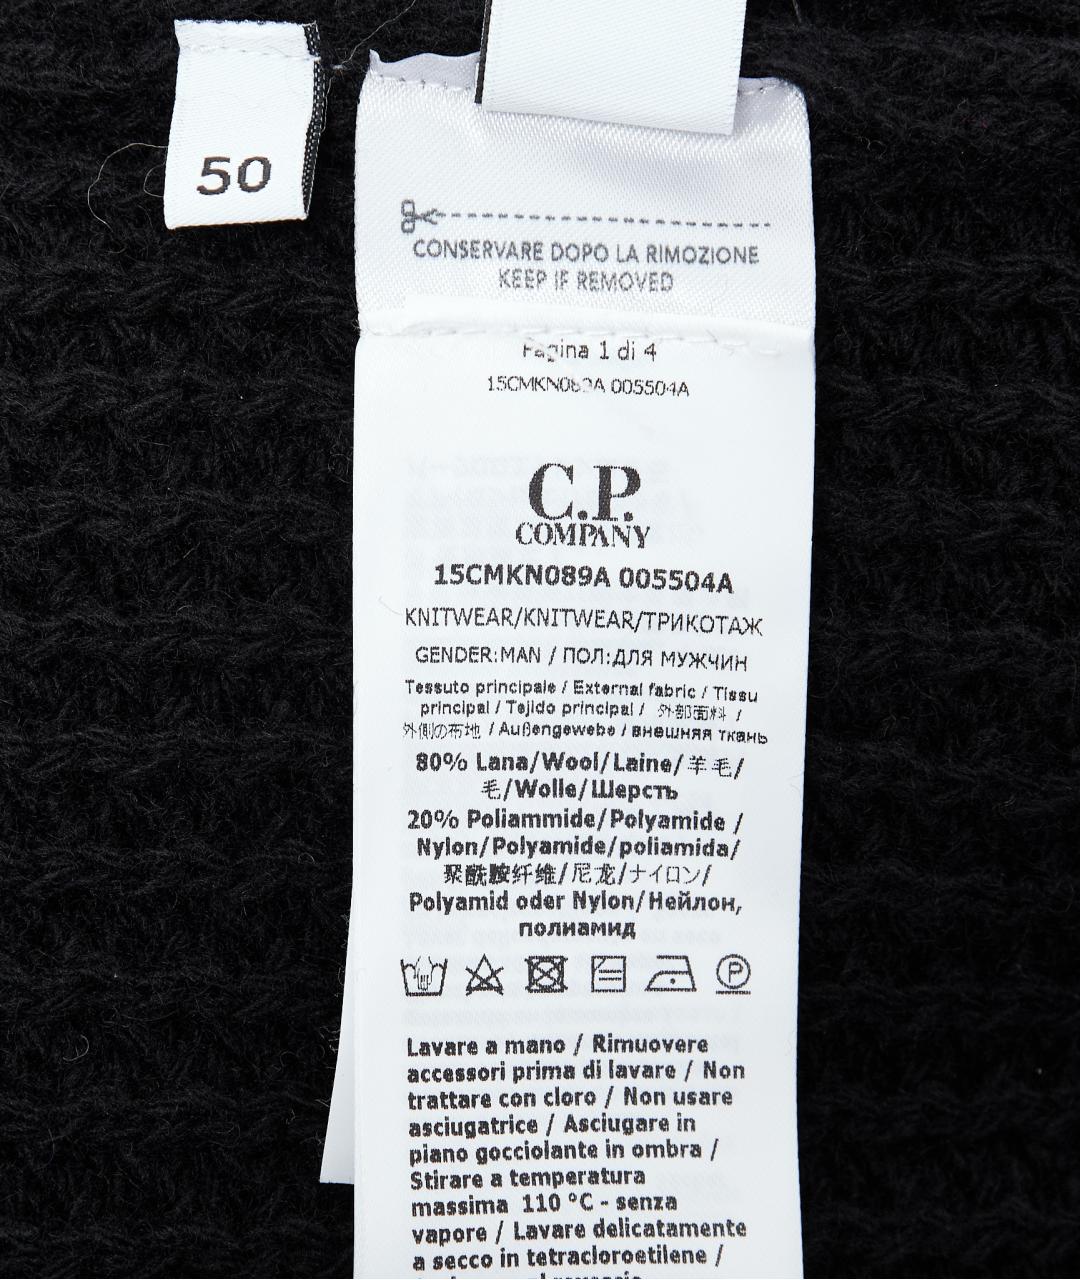 50
CONSERVARE DOPO LA RIMOZIONE
KEEP IF REMOVED
Pagina 1 di 4
15CMKN089A 005504A
C.P.
COMPANY
15CMKN089A 005504A
KNITWEAR/KNITWEAR/ТРИКОТАЖ
GENDER:MAN / ПОЛ:ДЛЯ МУЖЧИН
Tessuto principale / External fabric / Tissu
principal / Tejido principal / 外部面料 /
外側の布地 / Außengewebe / внешняя ткань
80% Lana/Wool/Laine/羊毛/
毛/Wolle/Шерсть
20% Poliammide/Polyamide /
Nylon/Polyamide/poliamida/
聚酰胺纤维/尼龙/ナイロン/
Polyamid oder Nylon/Нейлон,
полиамид
P
Lavare a mano / Rimuovere
accessori prima di lavare / Non
trattare con cloro / Non usare
asciugatrice / Asciugare in
piano gocciolante in ombra /
Stirare a temperatura
massima 110 °C - senza
vapore / Lavare delicatamente
a secco in tetracloroetilene /